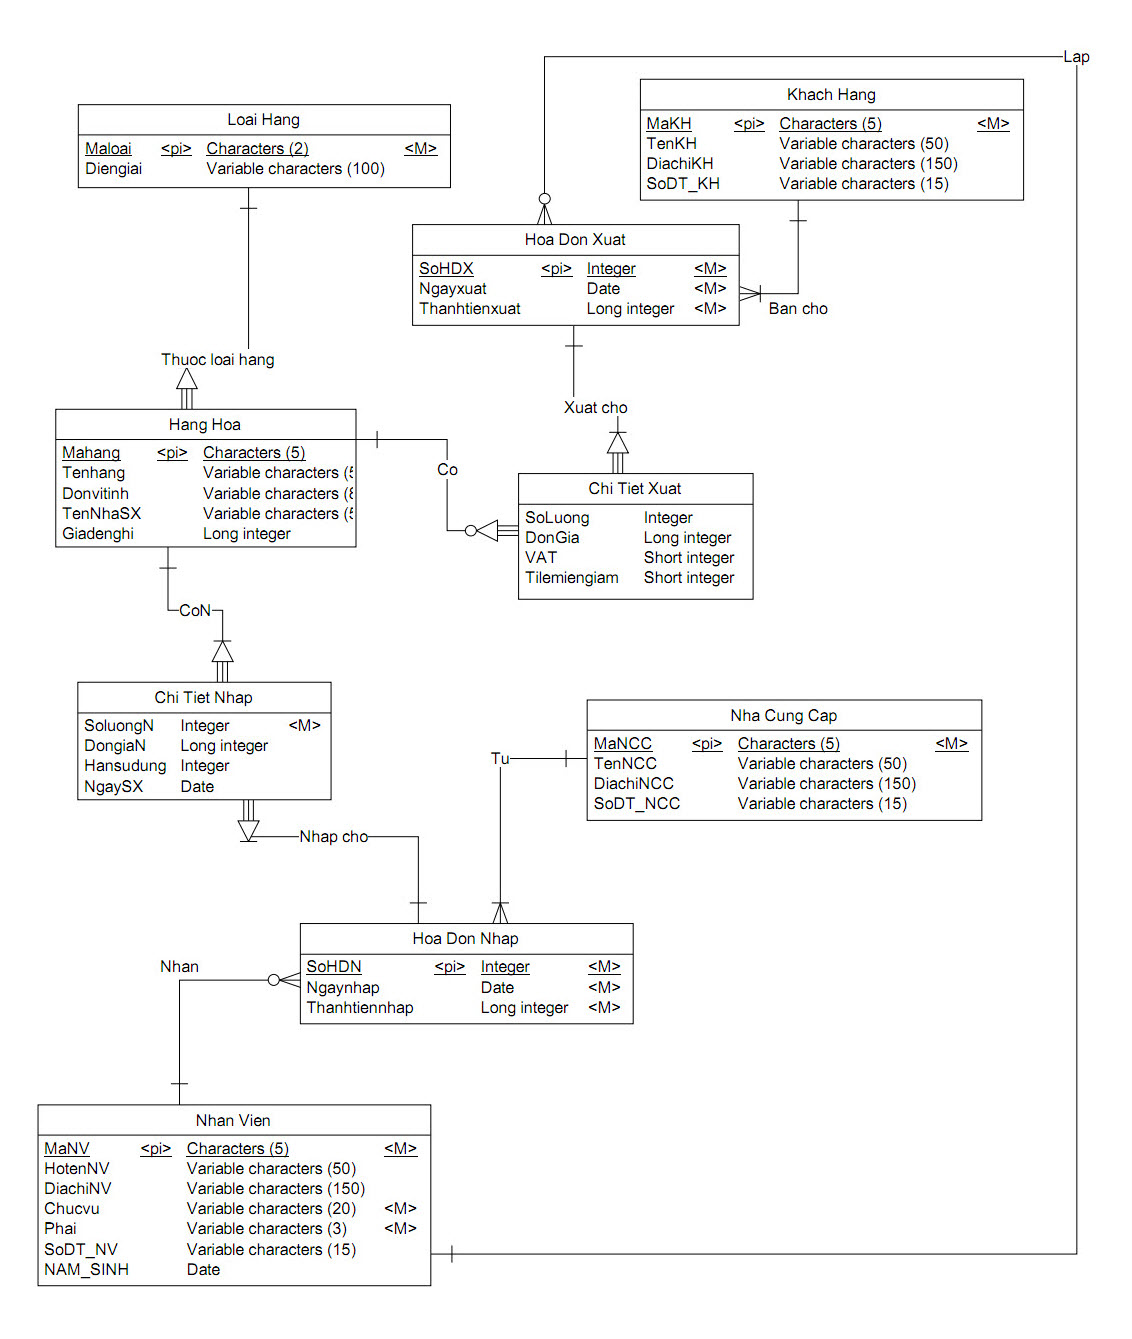 Lap
Khach Hang
MaKH <pi> Characters (5) <M>
TenKH Variable characters (50)
DiachiKH Variable characters (150)
SoDT_KH Variable characters (15)
Loai Hang
Maloai <pi> Characters (2) <M>
Diengiai Variable characters (100)
Hoa Don Xuat
SoHDX <pi> Integer <M>
Ngayxuat Date <M>
Thanhtienxuat Long integer <M>
Ban cho
Thuoc loai hang
Xuat cho
Hang Hoa
Mahang <pi> Characters (5)
Tenhang Variable characters
Donvitinh Variable characters
TenNhaSX Variable characters
Giadenghi Long integer
Co
Chi Tiet Xuat
SoLuong Integer
DonGia Long integer
VAT Short integer
Tilemiengiam Short integer
CoN
Chi Tiet Nhap
SoluongN Integer <M>
DongiaN Long integer
Hansudung Integer
NgaySX Date
Nha Cung Cap
MaNCC <pi> Characters (5) <M>
TenNCC Variable characters (50)
DiachiNCC Variable characters (150)
SoDT_NCC Variable characters (15)
Tu
Nhap cho
Hoa Don Nhap
SoHDN <pi> Integer <M>
Ngaynhap Date <M>
Thanhtiennhap Long integer <M>
Nhan
Nhan Vien
MaNV <pi> Characters (5) <M>
HotenNV Variable characters (50)
DiachiNV Variable characters (150)
Chucvu Variable characters (20) <M>
Phai Variable characters (3) <M>
SoDT_NV Variable characters (15)
NAM_SINH Date